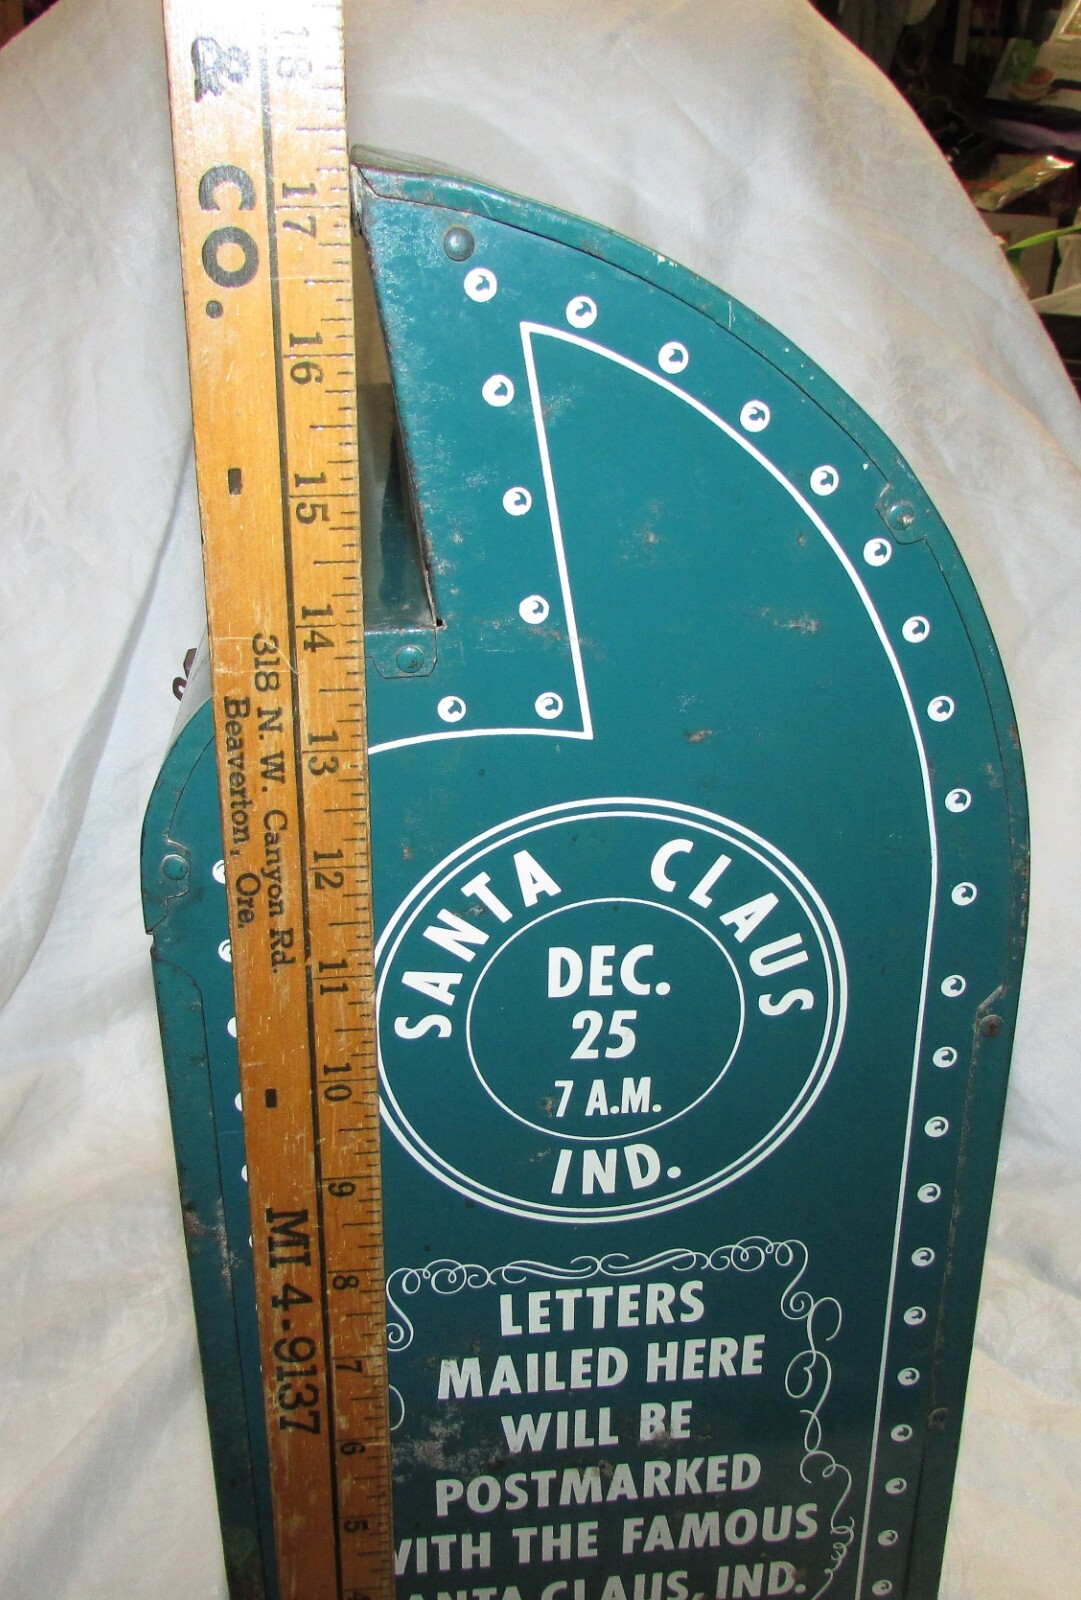 & CO.
318 N. W. Canyon Rd.
Beaverton, Ore.
MI 4-9137
18
17
16
15
14
13
12
11
10
9
8
7
6
5
4
SANTA CLAUS
DEC.
25
7 A.M.
IND.
LETTERS
MAILED HERE
WILL BE
POSTMARKED
WITH THE FAMOUS
SANTA CLAUS, IND.